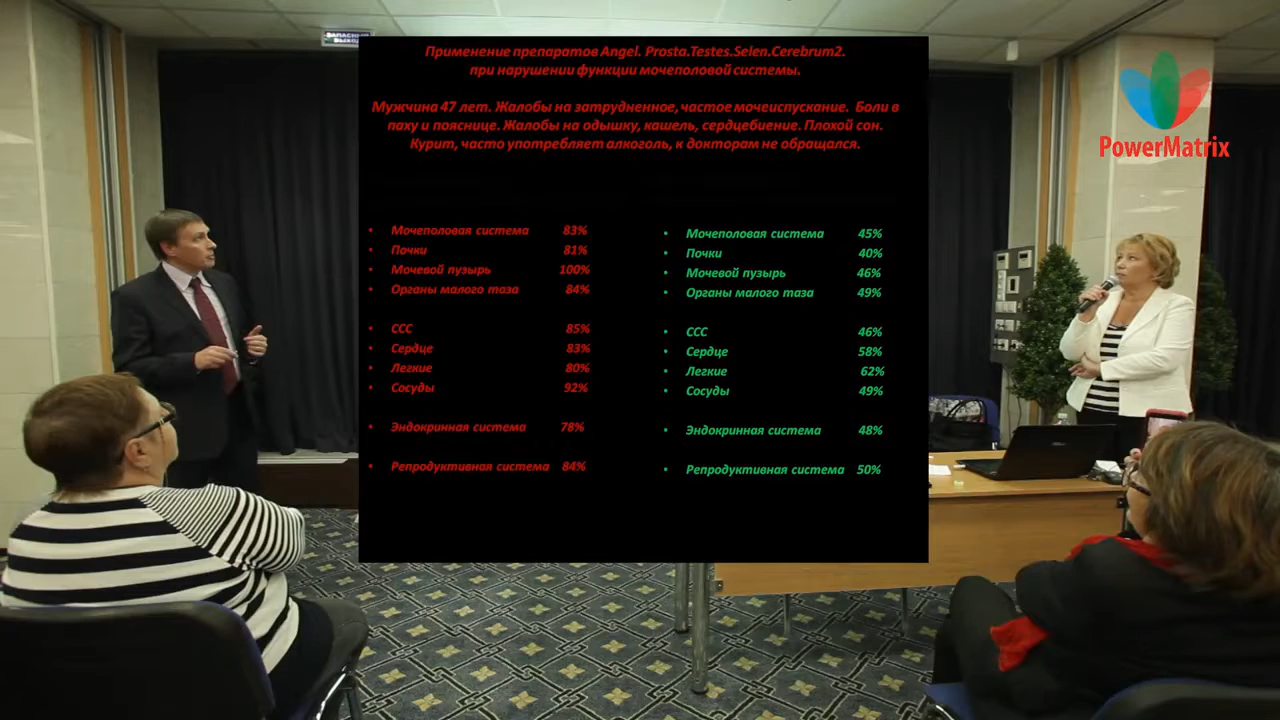 ЗАПАСНЫЙ
ВЫХОД
Применение препаратов Angel. Prosta.Testes.Selen.Cerebrum2.
при нарушении функции мочеполовой системы.
Мужчина 47 лет. Жалобы на затрудненное, частое мочеиспускание. Боли в
паху и пояснице. Жалобы на одышку, кашель, сердцебиение. Плохой сон.
Курит, часто употребляет алкоголь, к докторам не обращался.
PowerMatrix
• Мочеполовая система 83%
• Почки 81%
• Мочевой пузырь 100%
• Органы малого таза 84%
• ССС 85%
• Сердце 83%
• Легкие 80%
• Сосуды 92%
• Эндокринная система 78%
• Репродуктивная система 84%
• Мочеполовая система 45%
• Почки 40%
• Мочевой пузырь 46%
• Органы малого таза 49%
• ССС 46%
• Сердце 58%
• Легкие 62%
• Сосуды 49%
• Эндокринная система 48%
• Репродуктивная система 50%